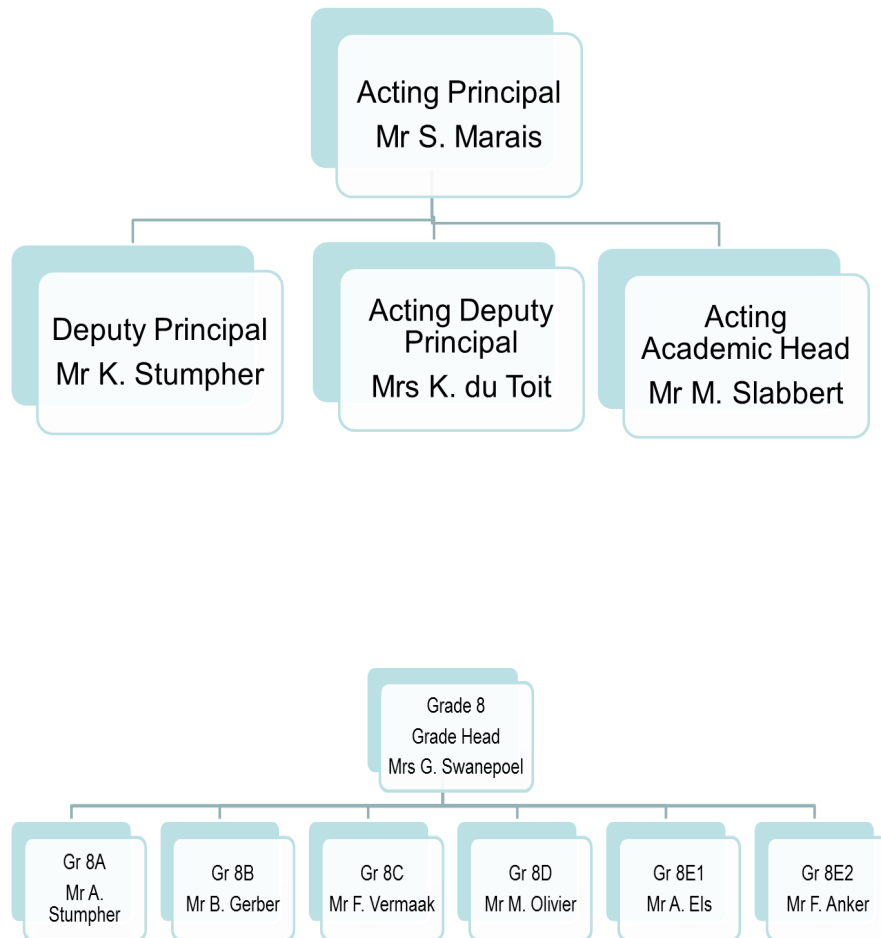 Acting Principal
Mr S. Marais
Deputy Principal
Mr K. Stumpher
Acting Deputy
Principal
Mrs K. du Toit
Acting
Academic Head
Mr M. Slabbert
Grade 8
Grade Head
Mrs G. Swanepoel
Gr 8A
Mr A.
Stumpher
Gr 8B
Mr B. Gerber
Gr 8C
Mr F. Vermaak
Gr 8D
Mr M. Olivier
Gr 8E1
Mr A. Els
Gr 8E2
Mr F. Anker